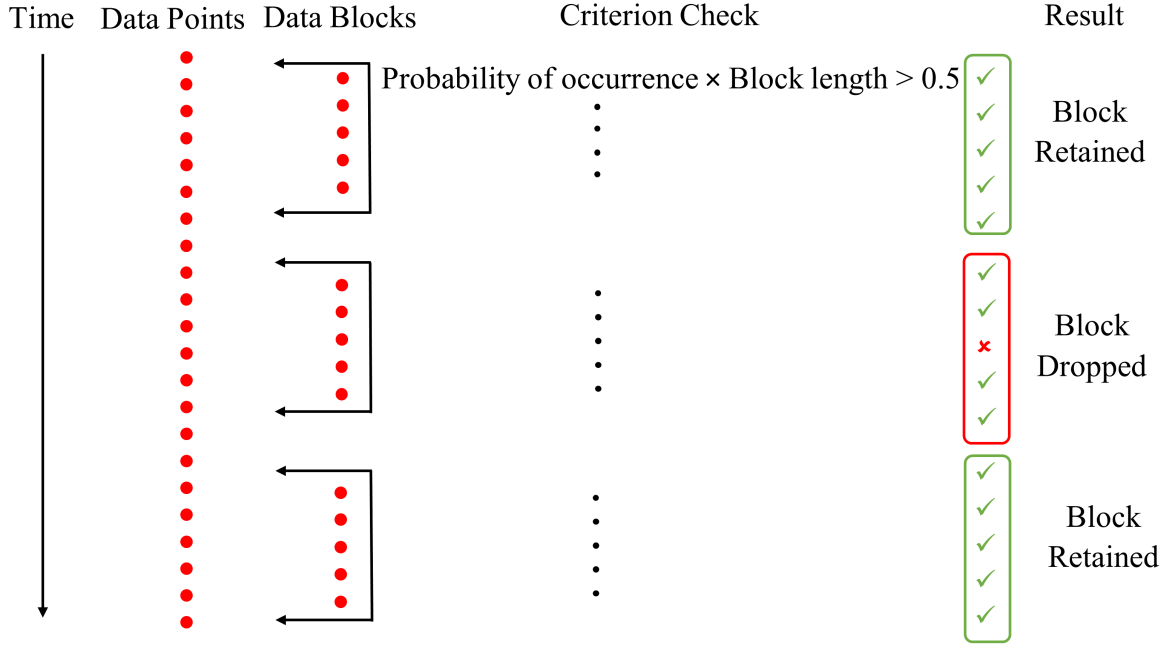 Time Data Points Data Blocks Criterion Check Result
Probability of occurrence × Block length > 0.5
Block
Retained
Block
Dropped
Block
Retained